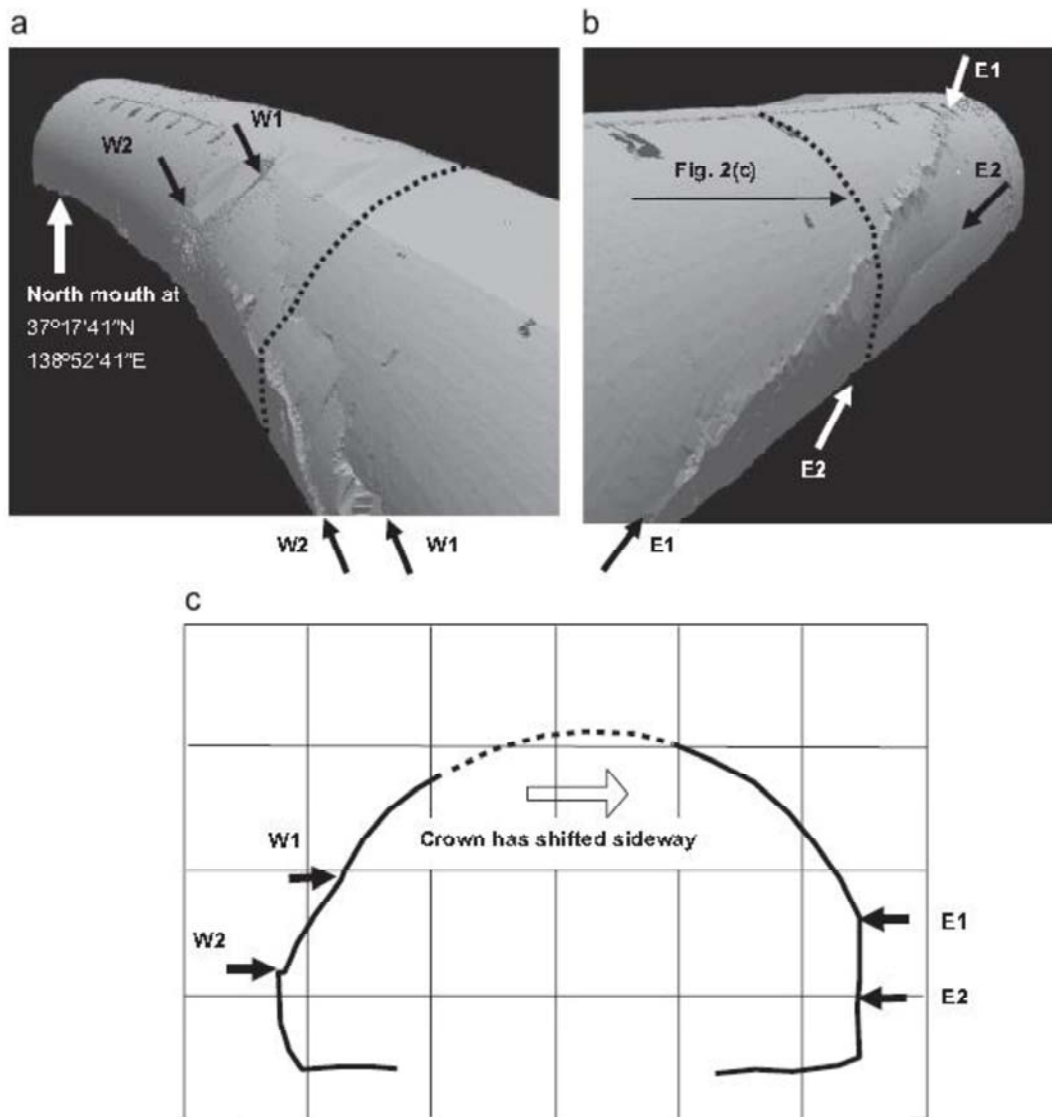 a
b
E1
W1
W2
Fig. 2(c)
E2
North mouth at
37°17'41"N
138°52'41"E
E2
W2
W1
E1
c
W1
Crown has shifted sideway
W2
E1
E2